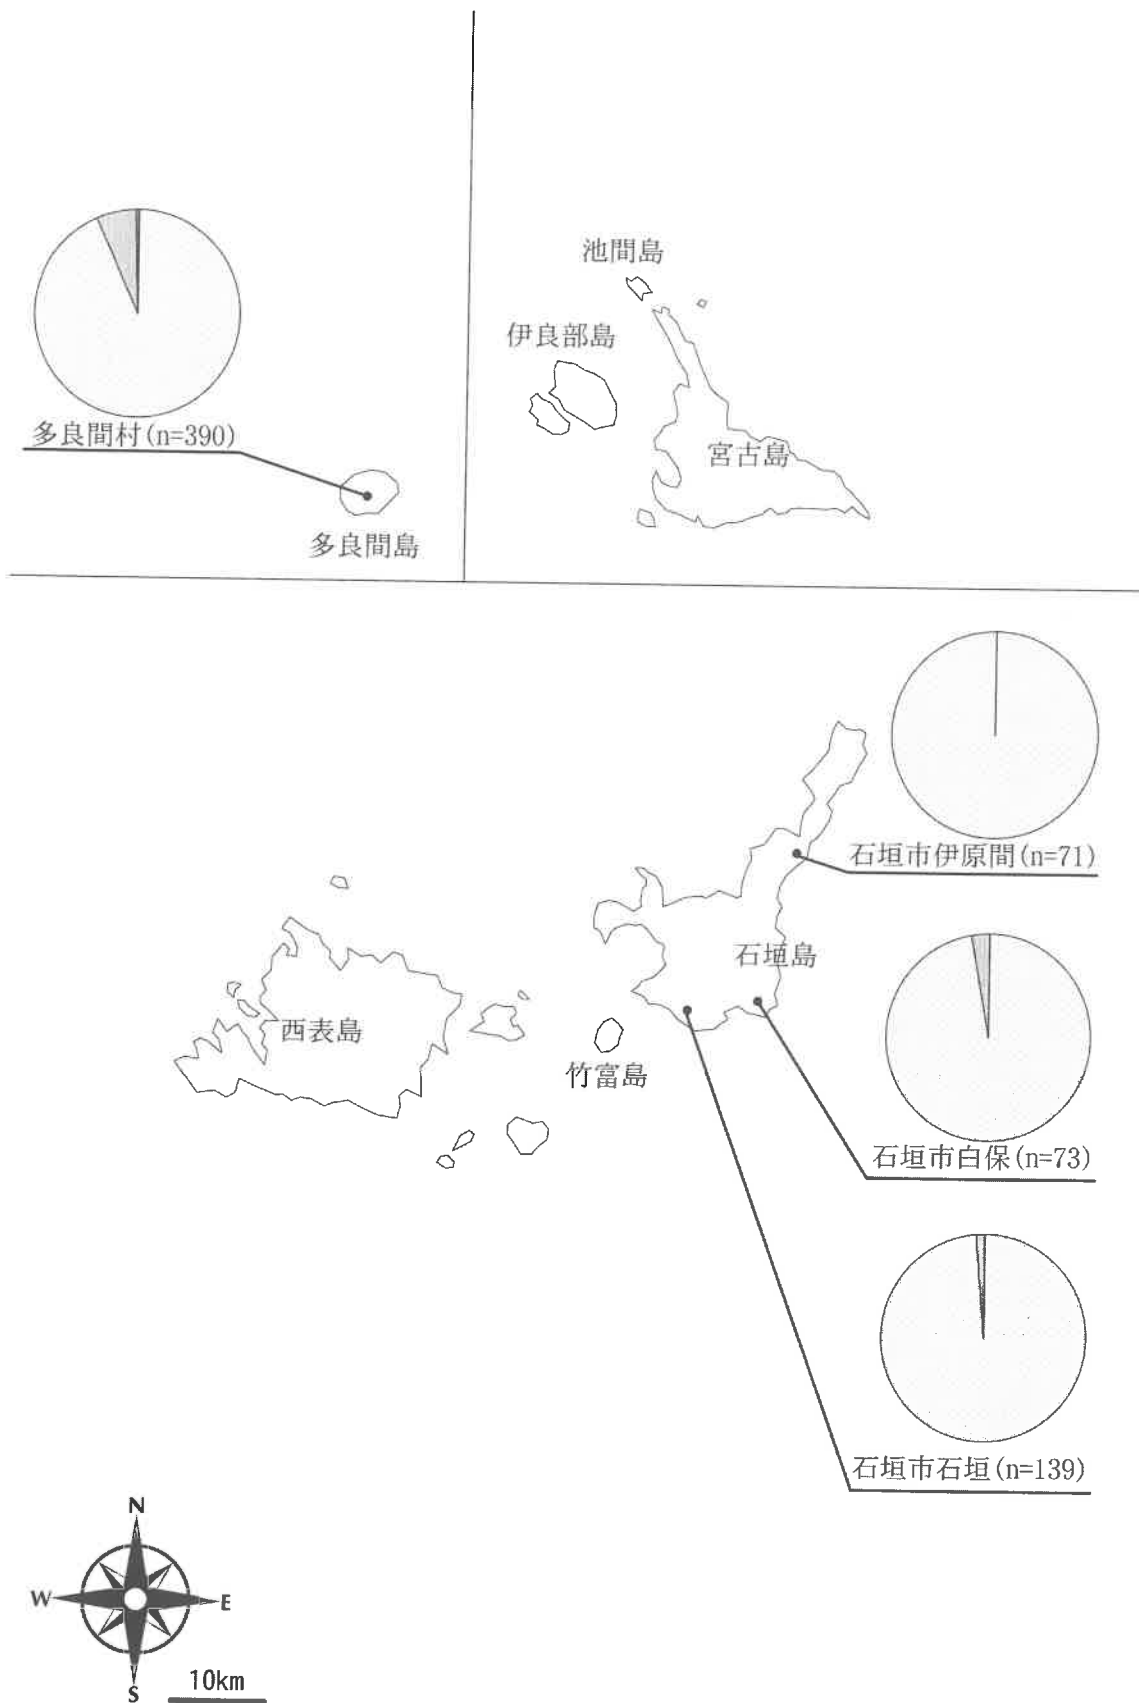 池間島
伊良部島
宮古島
多良間村(n=390)
多良間島
石垣市伊原間(n=71)
石垣島
西表島
竹富島
石垣市白保(n=73)
石垣市石垣(n=139)
N
W
E
S
10km